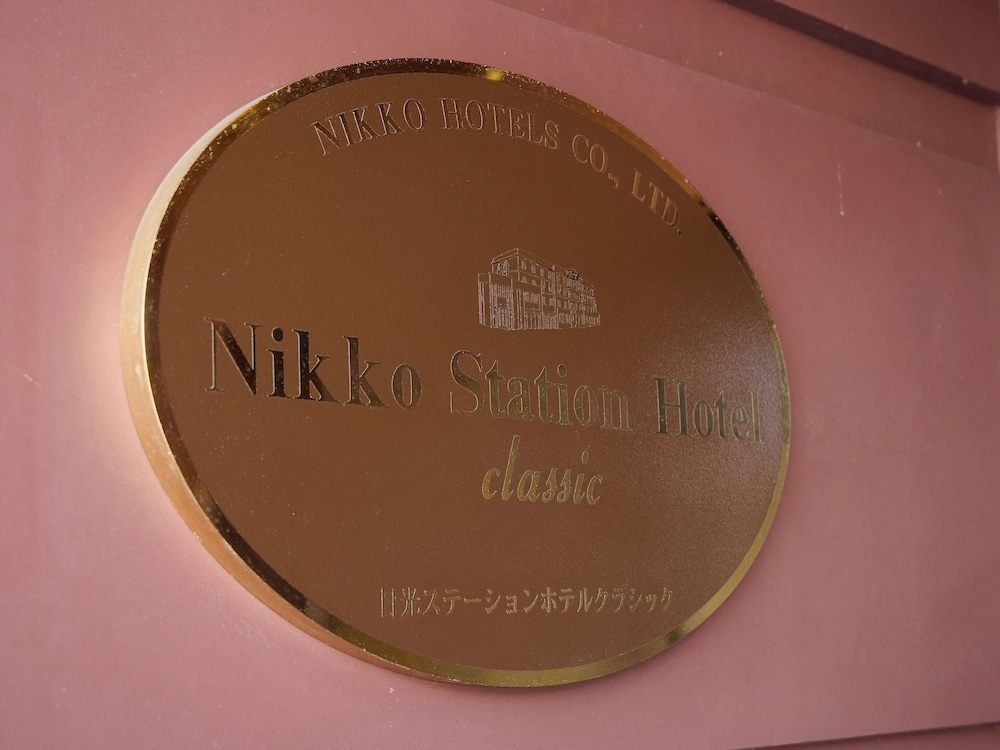 NIKKO HOTELS CO., LTD.
Nikko Station Hotel
classic
日光ステーションホテルクラシック